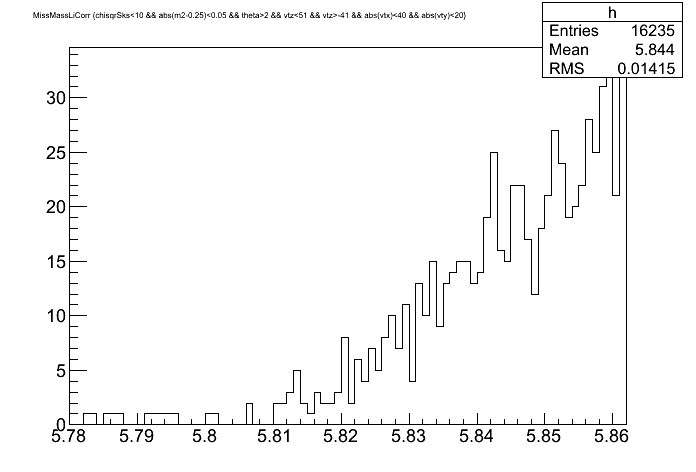 MissMassLiCorr {chisqrSks<10 && abs(m2-0.25)<0.05 && theta>2 && vtz<51 && vtz>-41 && abs(vtx)<40 && abs(vty)<20}
h
Entries 16235
Mean 5.844
RMS 0.01415
30
25
20
15
10
5
0
5.78 5.79 5.8 5.81 5.82 5.83 5.84 5.85 5.86